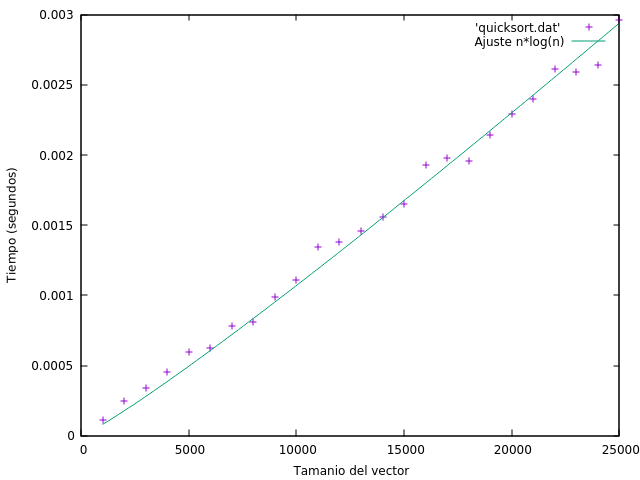 0.003
'quicksort.dat'
Ajuste n*log(n)
0.0025
0.002
0.0015
0.001
0.0005
0
Tiempo (segundos)
0 5000 10000 15000 20000 25000
Tamanio del vector